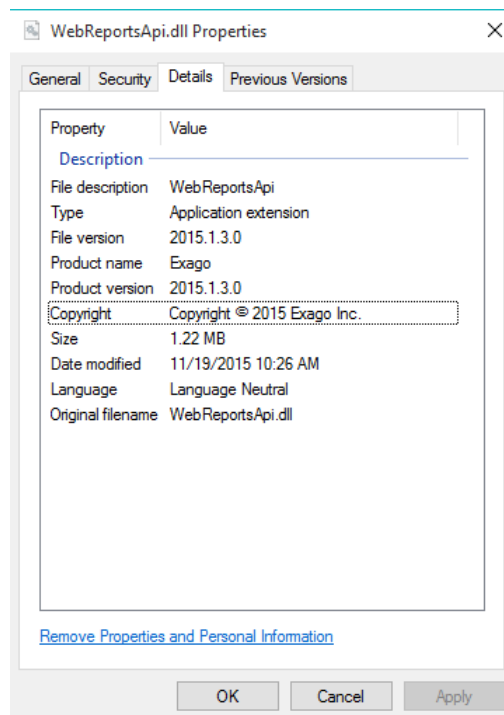 WebReportsApi.dll Properties
General Security Details Previous Versions
Property Value
Description
File description WebReportsApi
Type Application extension
File version 2015.1.3.0
Product name Exago
Product version 2015.1.3.0
Copyright Copyright © 2015 Exago Inc.
Size 1.22 MB
Date modified 11/19/2015 10:26 AM
Language Language Neutral
Original filename WebReportsApi.dll
Remove Properties and Personal Information
OK Cancel Apply